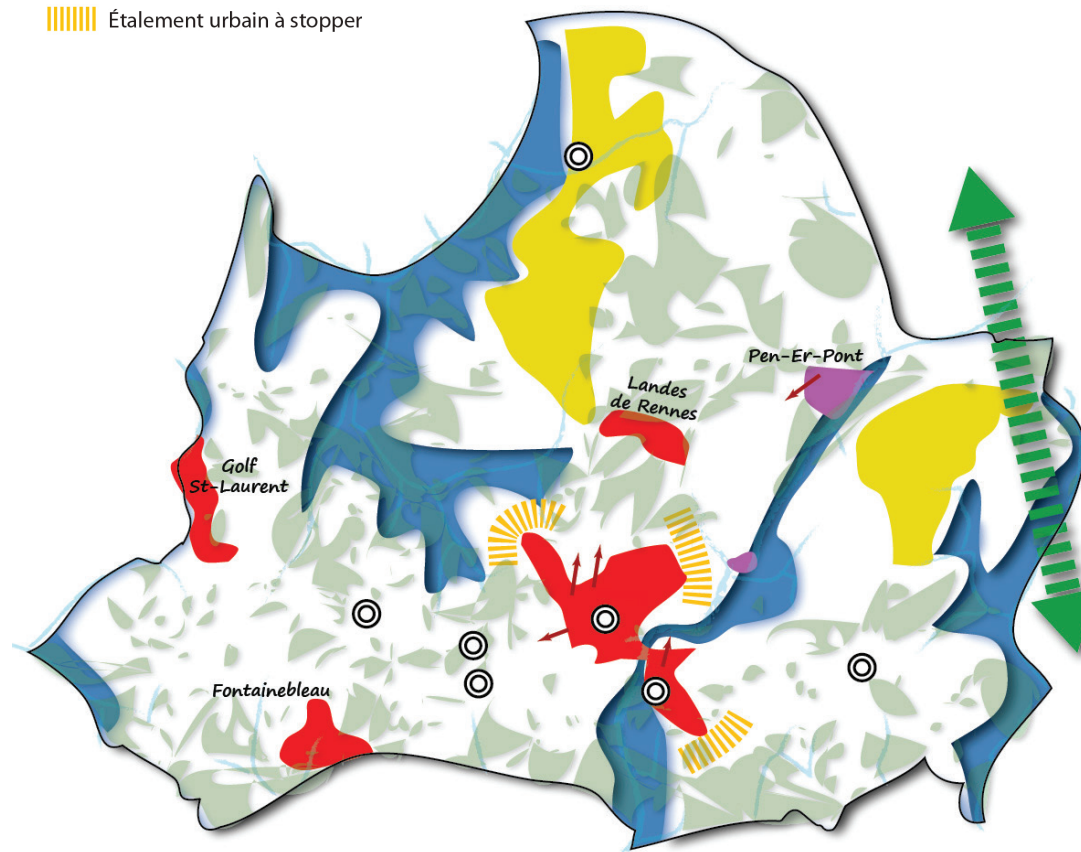 Étalement urbain à stopper
Pen-Er-Pont
Landes
de Rennes
Golf
St-Laurent
Fontainebleau